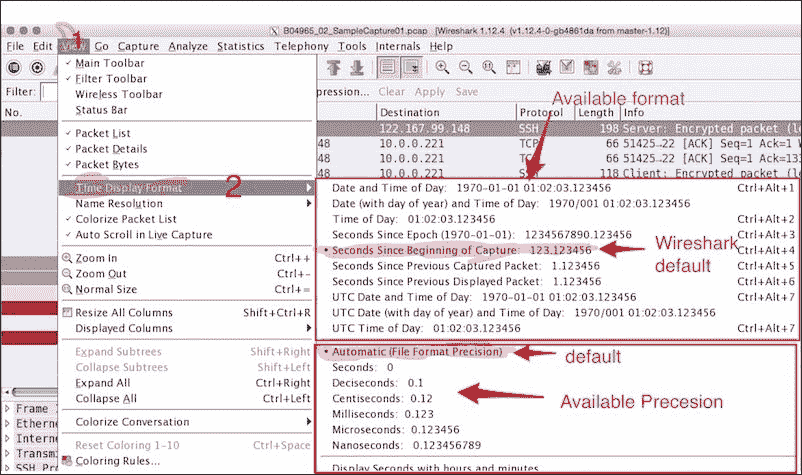 B04965_02_SampleCapture01.pcap [Wireshark 1.12.4 (v1.12.4-0-gb4861da from master-1.12)]
1
File Edit View Go Capture Analyze Statistics Telephony Tools Internals Help
Filter:
pression... Clear Apply Save
No. Destination Protocol Length Info
Available format
122.167.99.148 SSH 198 Server: Encrypted packet (le
48 10.0.0.221 TCP 66 51425→22 [ACK] Seq=1 Ack=1 W
48 10.0.0.221 66 51425→22 [ACK] Seq=1 Ack=133
48 10.0.0.221 SSH 118 Client: Encrypted packet (le
✓ Main Toolbar
✓ Filter Toolbar
Wireless Toolbar
Status Bar
✓ Packet List
✓ Packet Details
✓ Packet Bytes
Time Display Format 2
Name Resolution
✓ Colorize Packet List
✓ Auto Scroll in Live Capture
Zoom In Ctrl++
Zoom Out Ctrl+-
Normal Size Ctrl+=
Resize All Columns Shift+Ctrl+R
Displayed Columns
Expand Subtrees Shift+Right
Collapse Subtrees Shift+Left
Expand All Ctrl+Right
Collapse All Ctrl+Left
Colorize Conversation
Reset Coloring 1-10 Ctrl+Space
Coloring Rules...
Date and Time of Day: 1970-01-01 01:02:03.123456 Ctrl+Alt+1
Date (with day of year) and Time of Day: 1970/001 01:02:03.123456
Time of Day: 01:02:03.123456 Ctrl+Alt+2
Seconds Since Epoch (1970-01-01): 1234567890.123456 Ctrl+Alt+3
• Seconds Since Beginning of Capture: 123.123456 Ctrl+Alt+4
Seconds Since Previous Captured Packet: 1.123456 Ctrl+Alt+5
Seconds Since Previous Displayed Packet: 1.123456 Ctrl+Alt+6
UTC Date and Time of Day: 1970-01-01 01:02:03.123456 Ctrl+Alt+7
UTC Date (with day of year) and Time of Day: 1970/001 01:02:03.123456
UTC Time of Day: 01:02:03.123456 Ctrl+Alt+7
Wireshark
default
• Automatic (File Format Precision)
default
Seconds: 0
Deciseconds: 0.1
Centiseconds: 0.12
Milliseconds: 0.123
Microseconds: 0.123456
Nanoseconds: 0.123456789
Available Precesion
Display Seconds with hours and minutes
Frame
Etherne
Interne
Transmi
SSH Pro